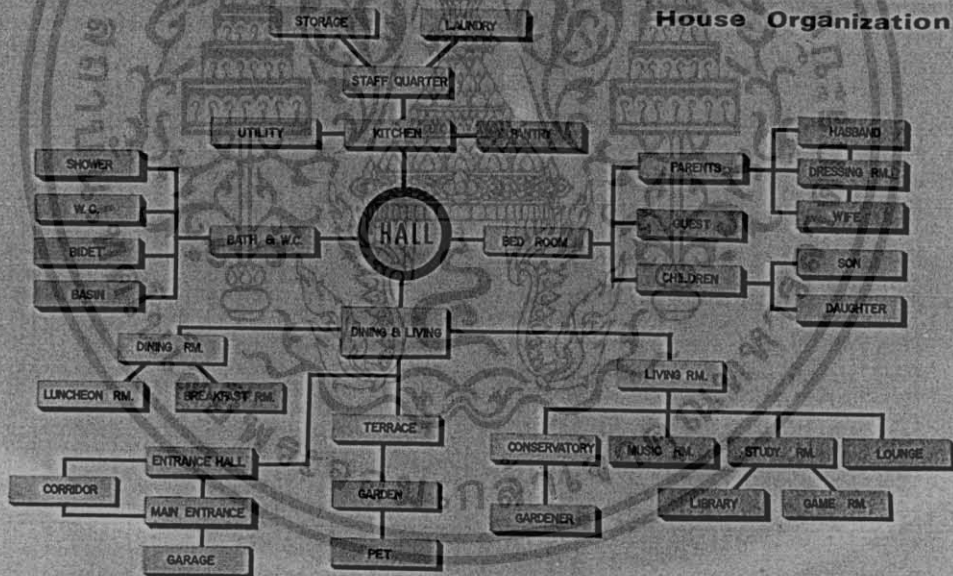 House Organization
STORAGE
LAUNDRY
STAFF QUARTER
UTILITY
KITCHEN
PANTRY
SHOWER
W.C.
BIDET
BASIN
BATH & W.C.
HALL
BED ROOM
PARENTS
GUEST
CHILDREN
HASBAND
DRESSING RM.
WIFE
SON
DAUGHTER
DINING & LIVING
DINING RM.
LUNCHEON RM.
BREAKFAST RM.
LIVING RM.
TERRACE
GARDEN
PET
ENTRANCE HALL
CORRIDOR
MAIN ENTRANCE
GARAGE
CONSERVATORY
GARDENER
MUSIC RM.
STUDY RM.
LOUNGE
LIBRARY
GAME RM.